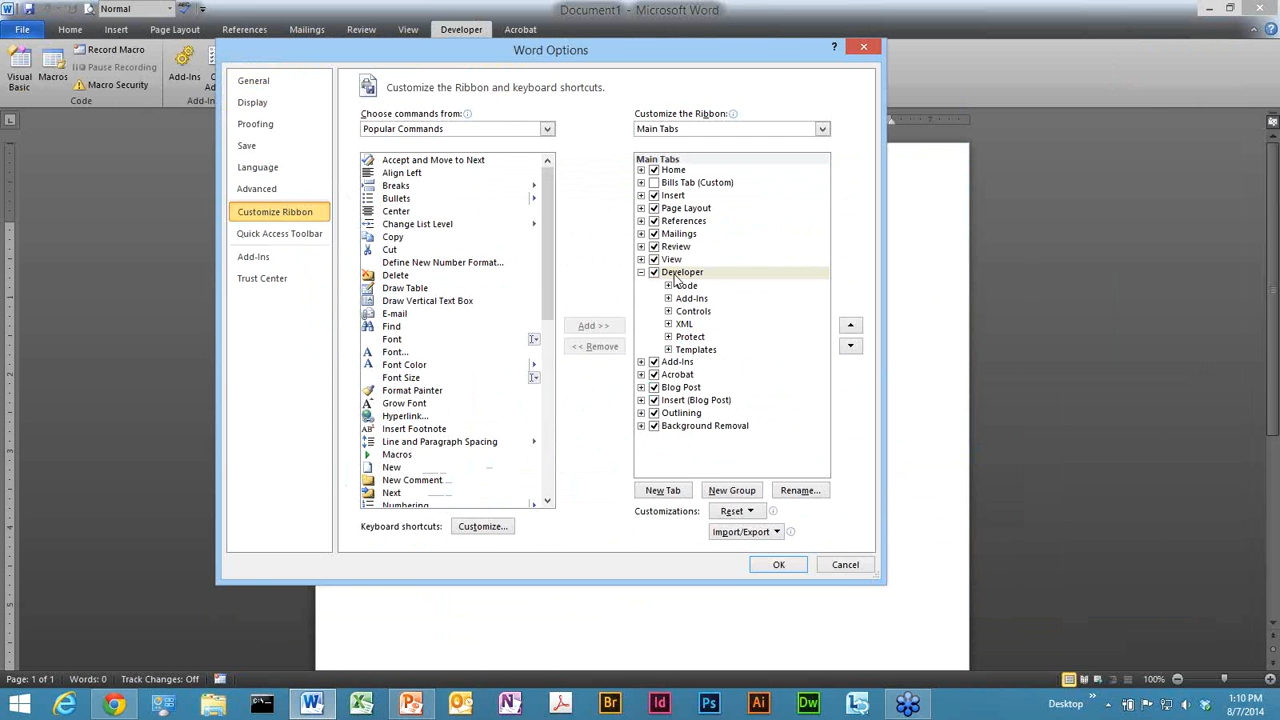 Normal
Document1 - Microsoft Word
File
Home
Insert
Page Layout
References
Mailings
Review
View
Developer
Acrobat
Visual Basic
Macros
Record Macro
Pause Recording
Macro Security
Code
Add-Ins
Word Options
General
Display
Proofing
Save
Language
Advanced
Customize Ribbon
Quick Access Toolbar
Add-Ins
Trust Center
Customize the Ribbon and keyboard shortcuts.
Choose commands from:
Popular Commands
Accept and Move to Next
Align Left
Breaks
Bullets
Center
Change List Level
Copy
Cut
Define New Number Format...
Delete
Draw Table
Draw Vertical Text Box
E-mail
Find
Font
Font...
Font Color
Font Size
Format Painter
Grow Font
Hyperlink...
Insert Footnote
Line and Paragraph Spacing
Macros
New
New Comment
Next
Numbering
Keyboard shortcuts: Customize...
Add >>
<< Remove
Customize the Ribbon:
Main Tabs
Main Tabs
Home
Bills Tab (Custom)
Insert
Page Layout
References
Mailings
Review
View
Developer
Code
Add-Ins
Controls
XML
Protect
Templates
Add-Ins
Acrobat
Blog Post
Insert (Blog Post)
Outlining
Background Removal
New Tab
New Group
Rename...
Customizations: Reset
Import/Export
OK
Cancel
Page: 1 of 1
Words: 0
Track Changes: Off
100%
Br
Id
Ps
Ai
Dw
Desktop
1:10 PM
8/7/2014